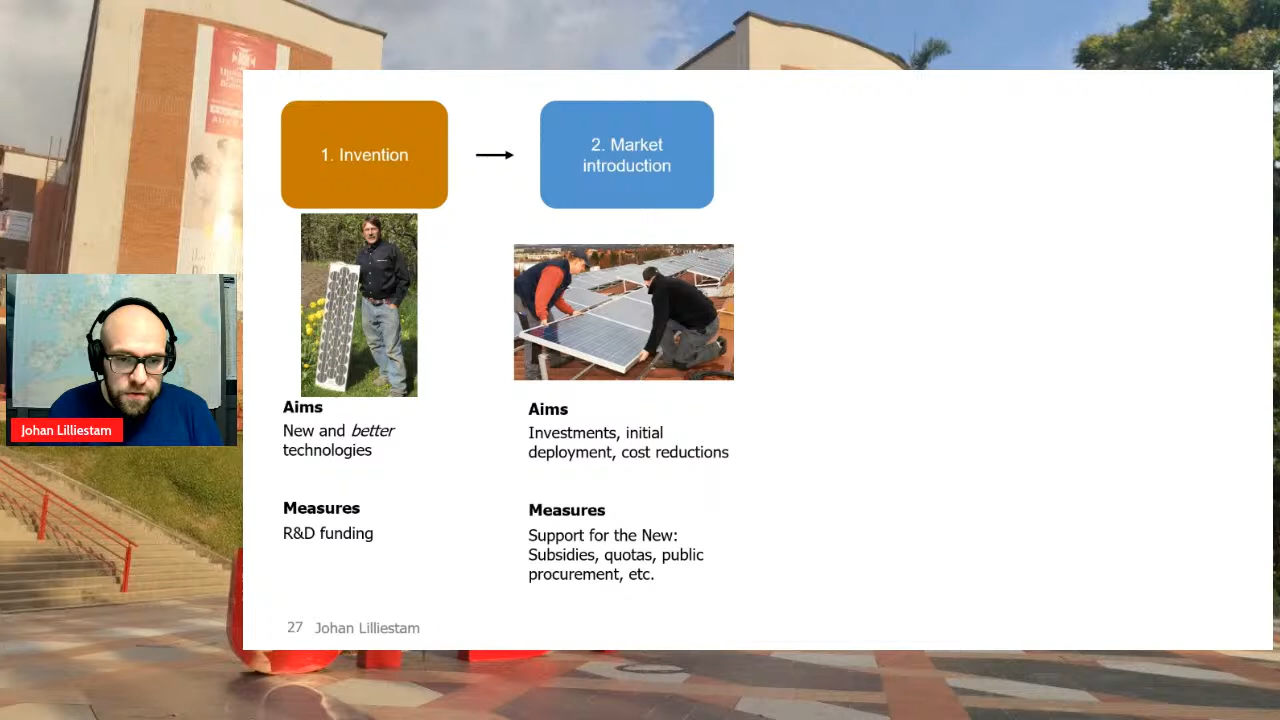 1. Invention
2. Market
introduction
Aims
New and better
technologies
Measures
R&D funding
Aims
Investments, initial
deployment, cost reductions
Measures
Support for the New:
Subsidies, quotas, public
procurement, etc.
27 Johan Lilliestam
Johan Lilliestam